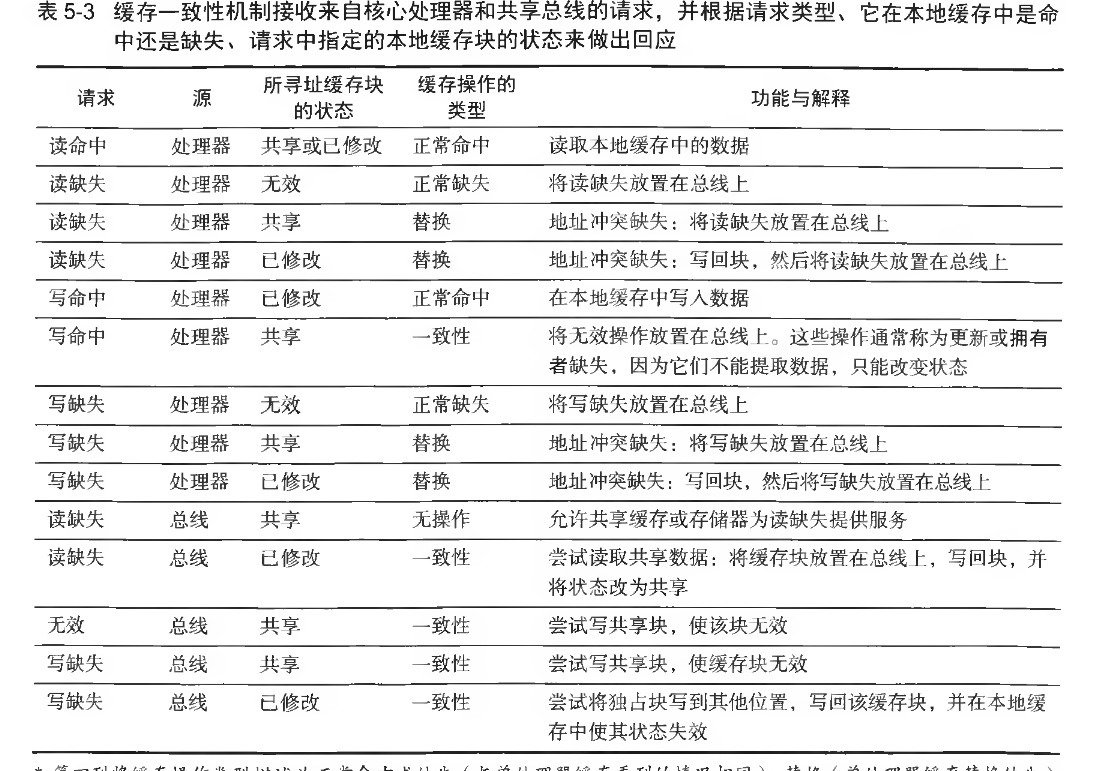 表 5-3 缓存一致性机制接收来自核心处理器和共享总线的请求，并根据请求类型、它在本地缓存中是命
中还是缺失、请求中指定的本地缓存块的状态来做出回应
请求 源 所寻址缓存块的状态 缓存操作的类型 功能与解释
读命中 处理器 共享或已修改 正常命中 读取本地缓存中的数据
读缺失 处理器 无效 正常缺失 将读缺失放置在总线上
读缺失 处理器 共享 替换 地址冲突缺失：将读缺失放置在总线上
读缺失 处理器 已修改 替换 地址冲突缺失：写回块，然后将读缺失放置在总线上
写命中 处理器 已修改 正常命中 在本地缓存中写入数据
写命中 处理器 共享 一致性 将无效操作放置在总线上。这些操作通常称为更新或拥有
者缺失，因为它们不能提取数据，只能改变状态
写缺失 处理器 无效 正常缺失 将写缺失放置在总线上
写缺失 处理器 共享 替换 地址冲突缺失：将写缺失放置在总线上
写缺失 处理器 已修改 替换 地址冲突缺失：写回块，然后将写缺失放置在总线上
读缺失 总线 共享 无操作 允许共享缓存或存储器为读缺失提供服务
读缺失 总线 已修改 一致性 尝试读取共享数据：将缓存块放置在总线上，写回块，并
将状态改为共享
无效 总线 共享 一致性 尝试写共享块，使该块无效
写缺失 总线 共享 一致性 尝试写共享块，使缓存块无效
写缺失 总线 已修改 一致性 尝试将独占块写到其他位置，写回该缓存块，并在本地缓
存中使其状态失效